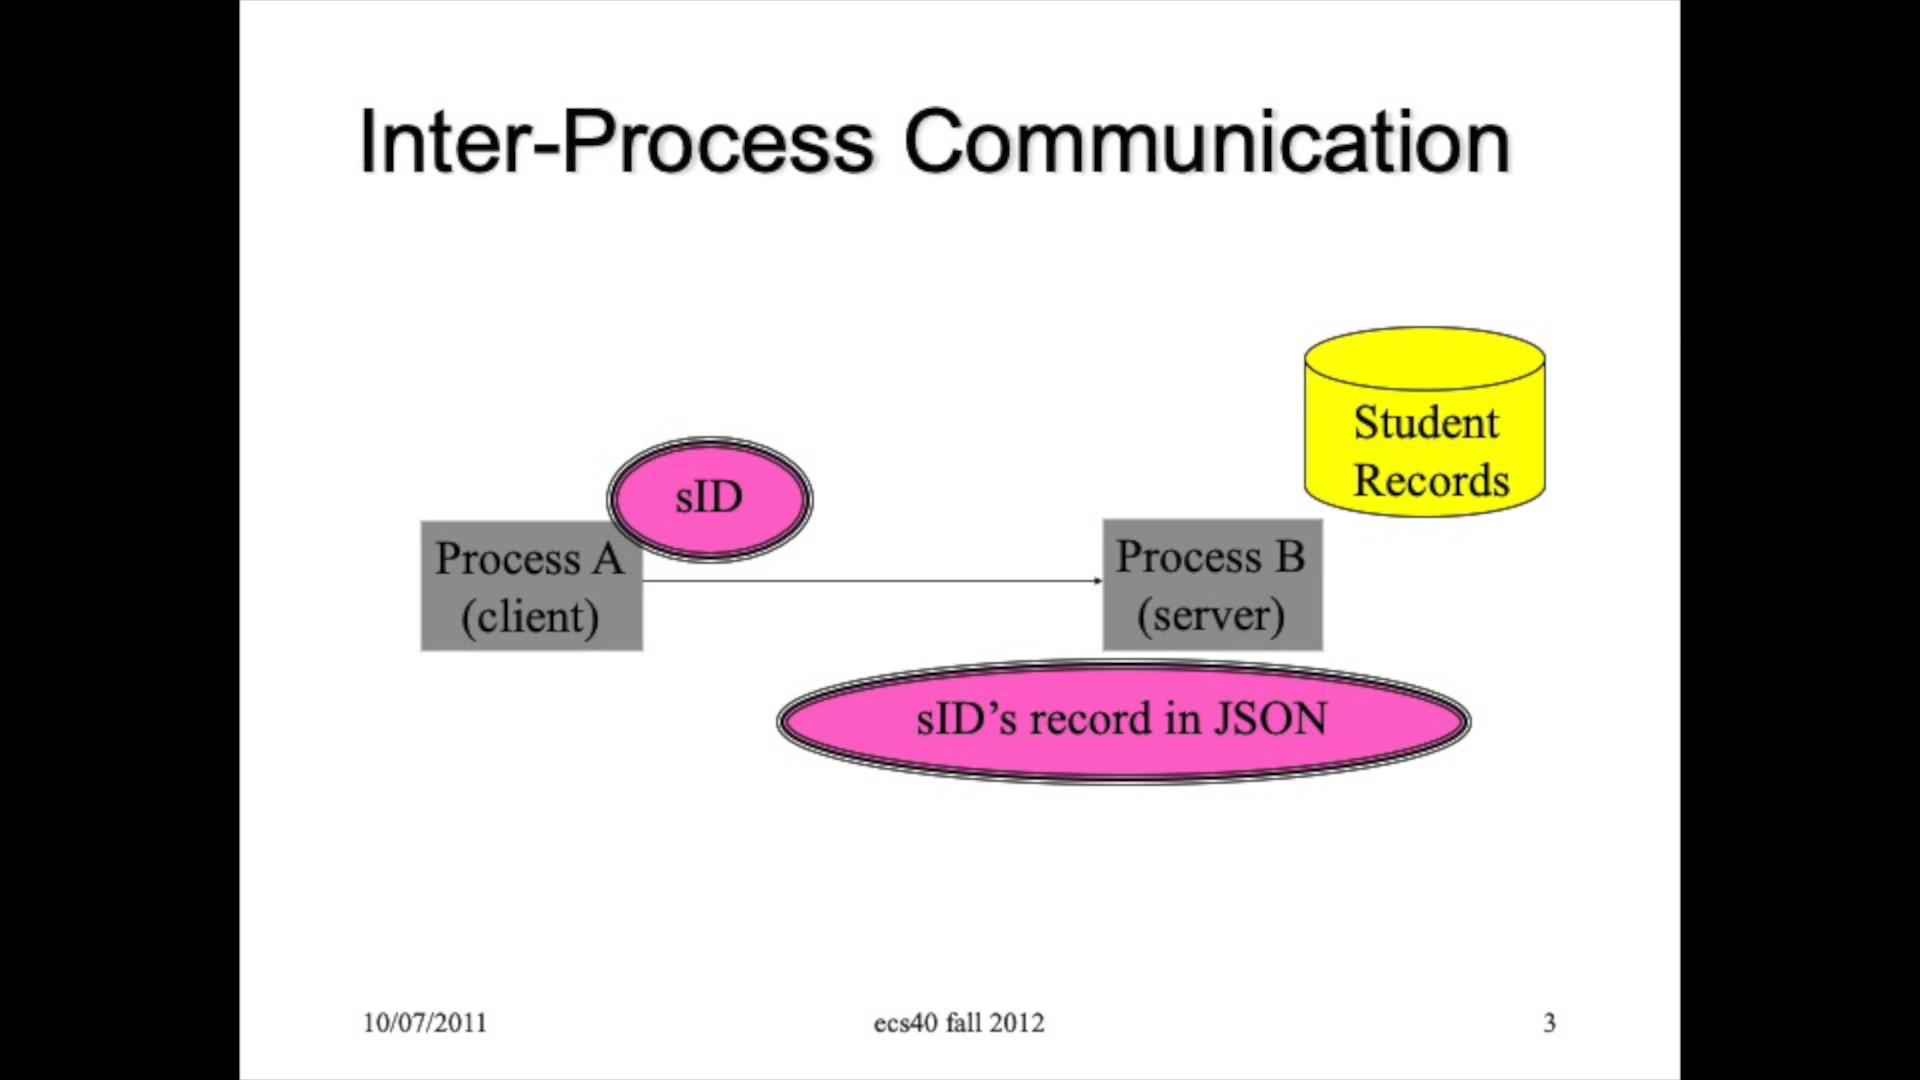 Inter-Process Communication
Student
Records
sID
Process A
(client)
Process B
(server)
sID’s record in JSON
10/07/2011
ecs40 fall 2012
3